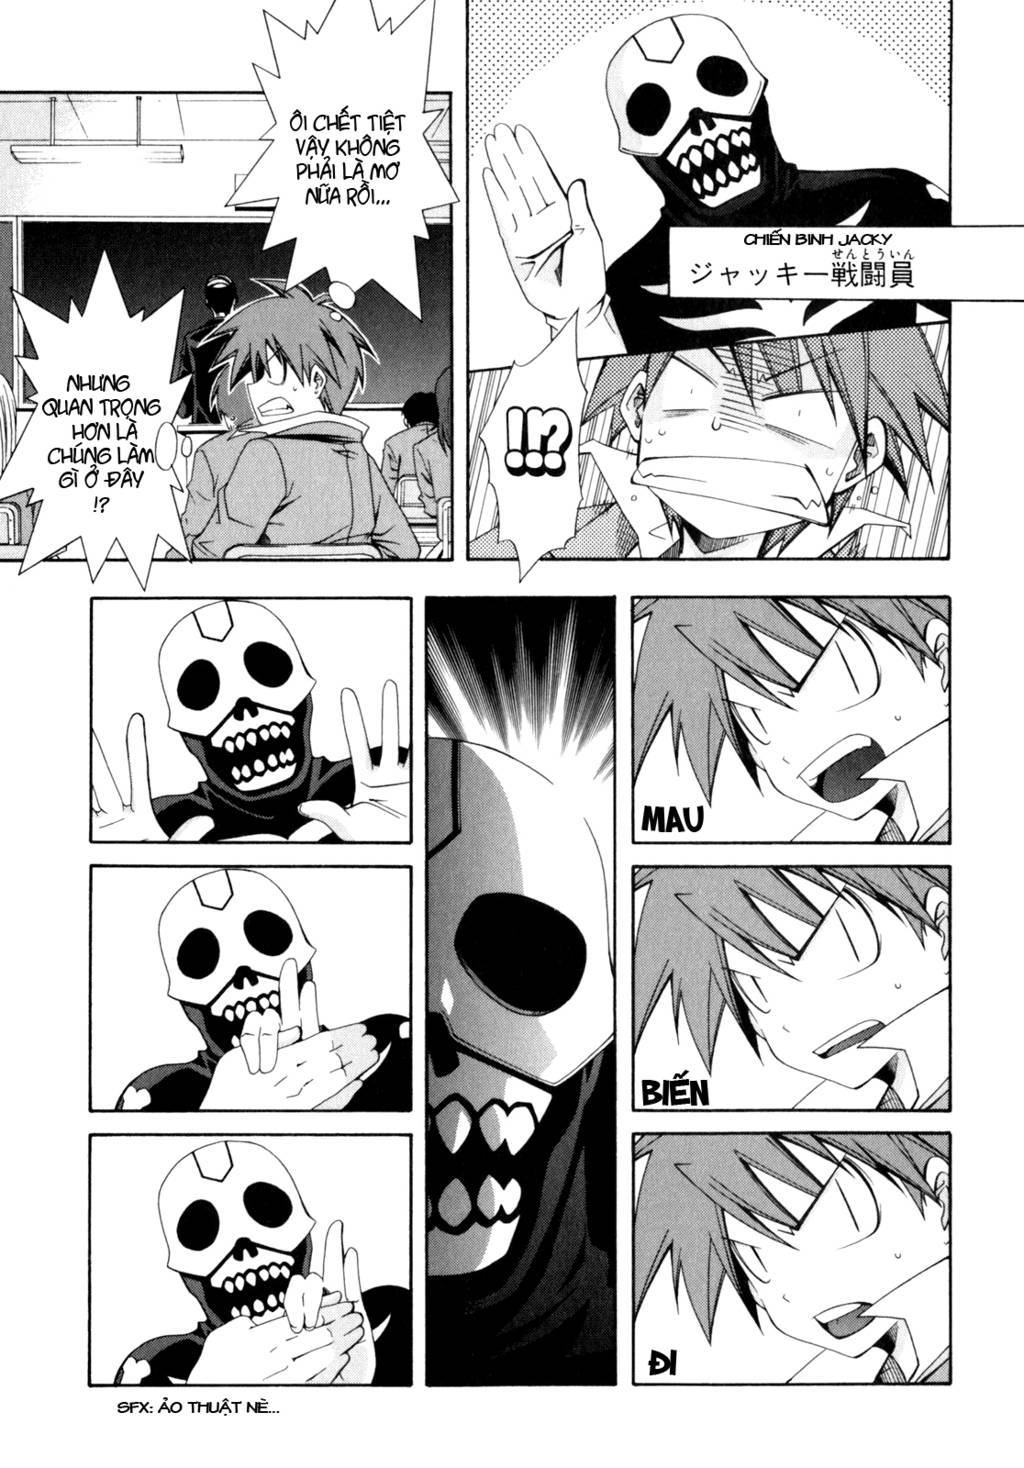 CHIẾN BINH JACKY
せんとういん
ジャッキー戦闘員
!!?
ÔI CHẾT TIỆT
VẬY KHÔNG
PHẢI LÀ MƠ
NỮA RỒI...
NHƯNG
QUAN TRỌNG
HƠN LÀ
CHÚNG LÀM
GÌ Ở ĐÂY
!?
MAU
BIẾN
ĐI
SFX: ẢO THUẬT NÈ...